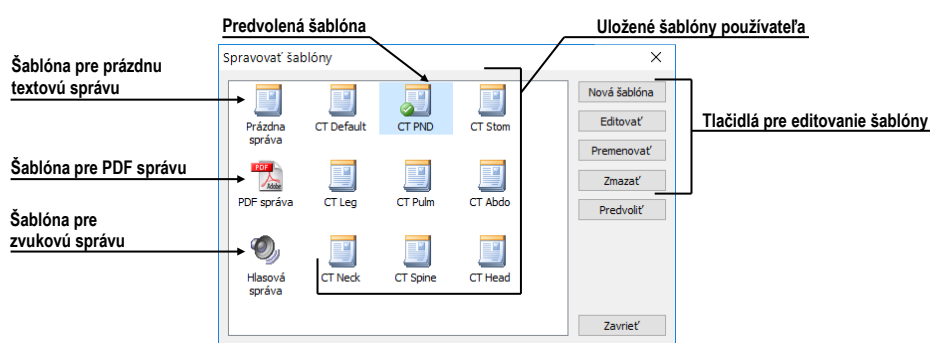 Predvolená šablóna
Uložené šablóny používateľa
Spravovať šablóny
Šablóna pre prázdnu
textovú správu
Šablóna pre PDF správu
Šablóna pre
zvukovú správu
Prázdna
správa
CT Default
CT PND
CT Stom
PDF
Adobe
PDF správa
CT Leg
CT Pulm
CT Abdo
Hlasová
správa
CT Neck
CT Spine
CT Head
Nová šablóna
Editovať
Premenovať
Zmazať
Predvoliť
Zavrieť
Tlačidlá pre editovanie šablóny